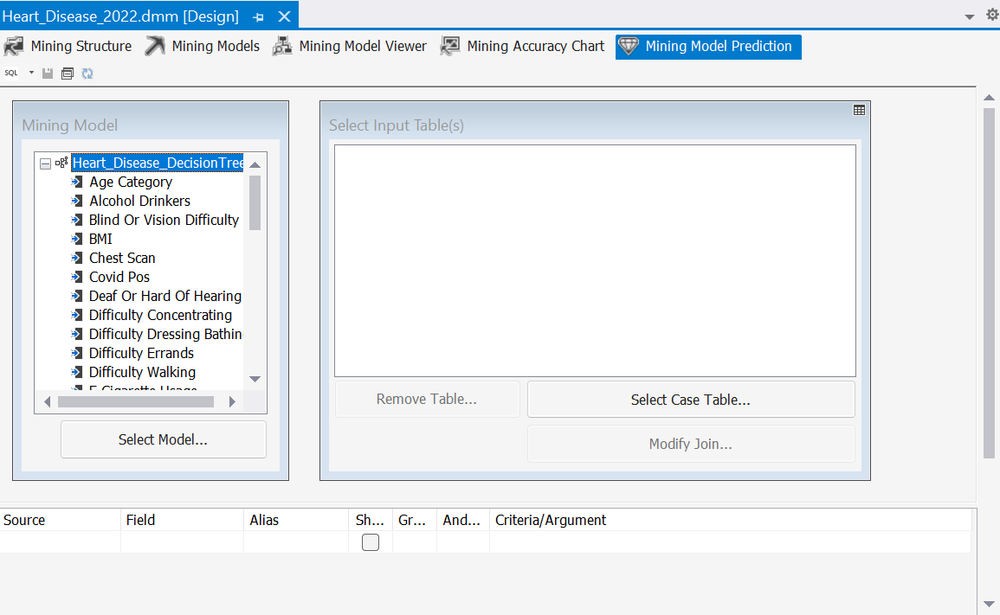 Heart_Disease_2022.dmm [Design]
Mining Structure
Mining Models
Mining Model Viewer
Mining Accuracy Chart
Mining Model Prediction
SQL
Mining Model
Heart_Disease_DecisionTree
Age Category
Alcohol Drinkers
Blind Or Vision Difficulty
BMI
Chest Scan
Covid Pos
Deaf Or Hard Of Hearing
Difficulty Concentrating
Difficulty Dressing Bathin
Difficulty Errands
Difficulty Walking
E Cigarette Usage
Select Model...
Select Input Table(s)
Remove Table...
Select Case Table...
Modify Join...
Source Field Alias Sh... Gr... And... Criteria/Argument